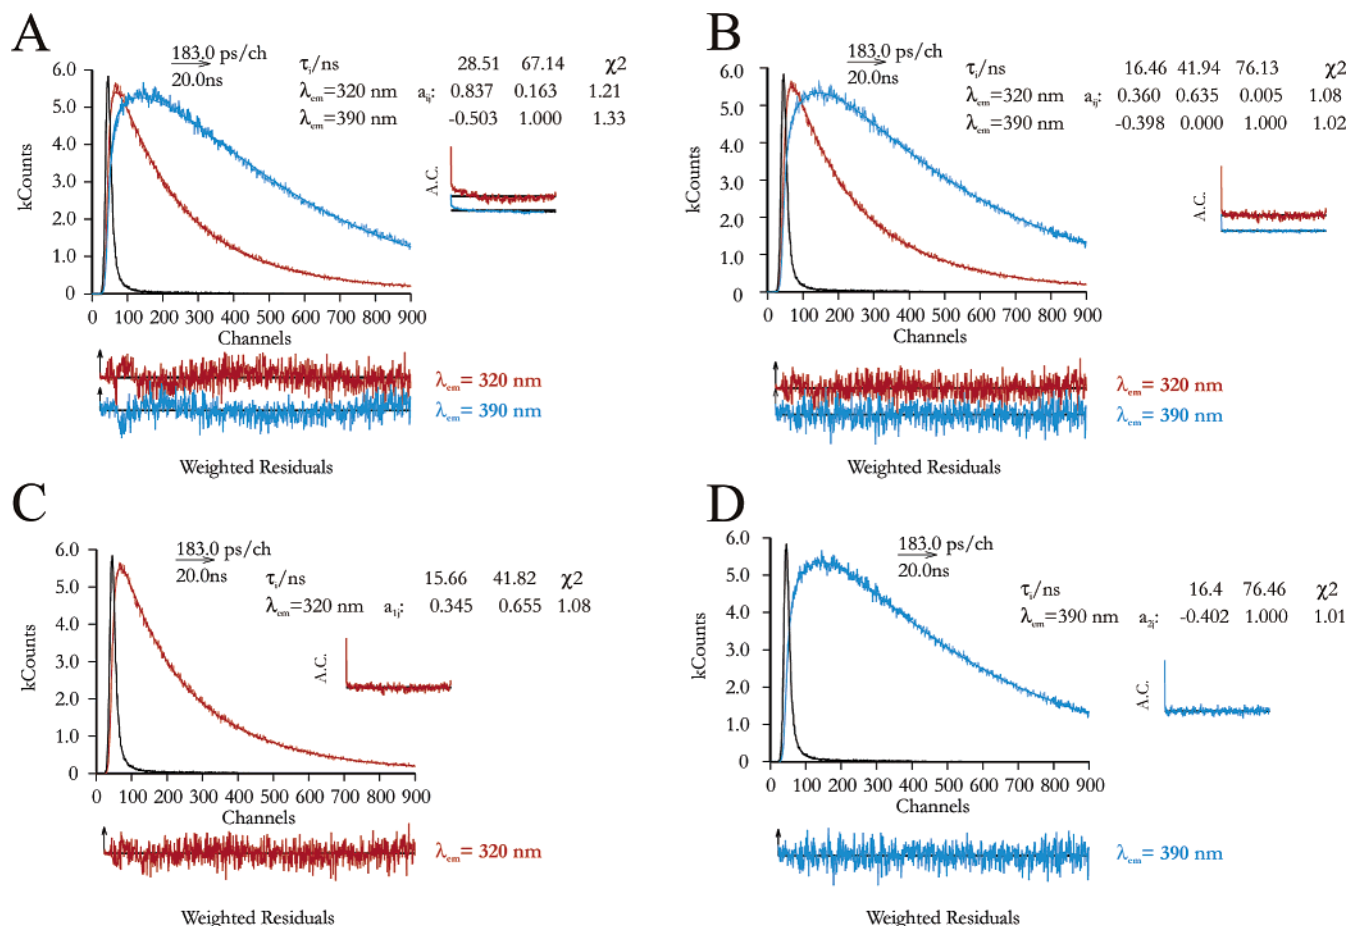 A
183.0 ps/ch
20.0ns
τi/ns 28.51 67.14 χ2
λem=320 nm aij: 0.837 0.163 1.21
λem=390 nm -0.503 1.000 1.33
kCounts
6.0
5.0
4.0
3.0
2.0
1.0
0
A.C.
0 100 200 300 400 500 600 700 800 900
Channels
λem= 320 nm
λem= 390 nm
Weighted Residuals
B
183.0 ps/ch
20.0ns
τi/ns 16.46 41.94 76.13 χ2
λem=320 nm aij: 0.360 0.635 0.005 1.08
λem=390 nm -0.398 0.000 1.000 1.02
kCounts
6.0
5.0
4.0
3.0
2.0
1.0
0
A.C.
0 100 200 300 400 500 600 700 800 900
Channels
λem= 320 nm
λem= 390 nm
Weighted Residuals
C
183.0 ps/ch
20.0ns
τi/ns 15.66 41.82 χ2
λem=320 nm a1j: 0.345 0.655 1.08
kCounts
6.0
5.0
4.0
3.0
2.0
1.0
0
A.C.
0 100 200 300 400 500 600 700 800 900
Channels
λem= 320 nm
Weighted Residuals
D
183.0 ps/ch
20.0ns
τi/ns 16.4 76.46 χ2
λem=390 nm a2j: -0.402 1.000 1.01
kCounts
6.0
5.0
4.0
3.0
2.0
1.0
0
A.C.
0 100 200 300 400 500 600 700 800 900
Channels
λem= 390 nm
Weighted Residuals